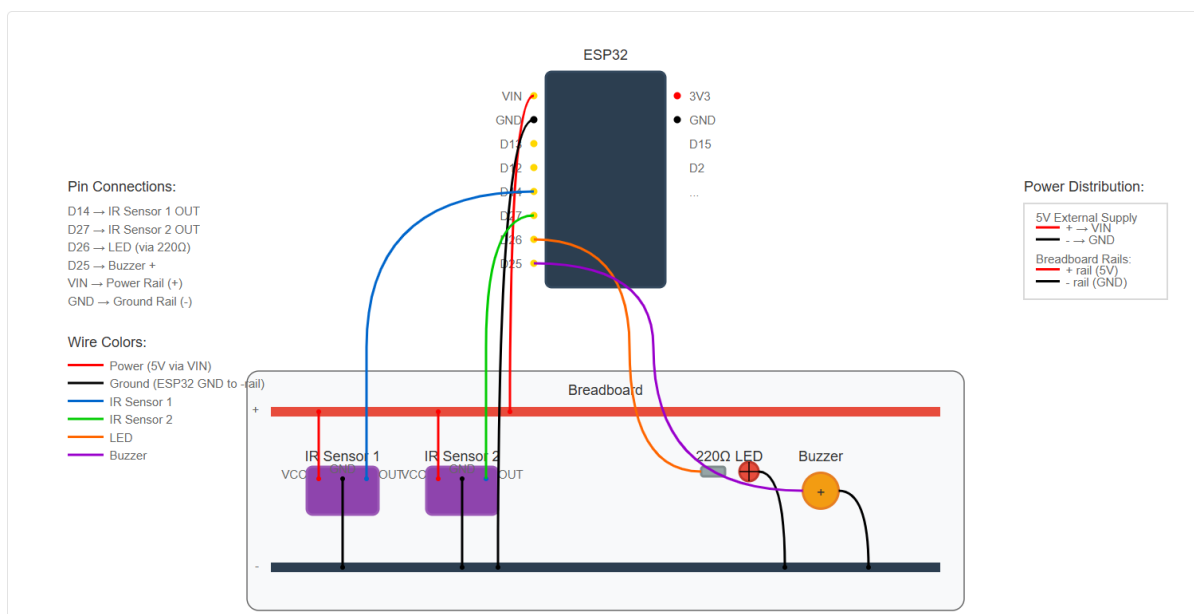 ESP32
VIN
GND
D13
D12
D14
D27
D26
D25
3V3
GND
D15
D2
...
Pin Connections:
D14 → IR Sensor 1 OUT
D27 → IR Sensor 2 OUT
D26 → LED (via 220Ω)
D25 → Buzzer +
VIN → Power Rail (+)
GND → Ground Rail (-)
Wire Colors:
Power (5V via VIN)
Ground (ESP32 GND to -rail)
IR Sensor 1
IR Sensor 2
LED
Buzzer
Power Distribution:
5V External Supply
+ → VIN
- → GND
Breadboard Rails:
+ rail (5V)
- rail (GND)
Breadboard
+
IR Sensor 1
VCC GND OUT
IR Sensor 2
VCC GND OUT
220Ω LED
Buzzer
+
-